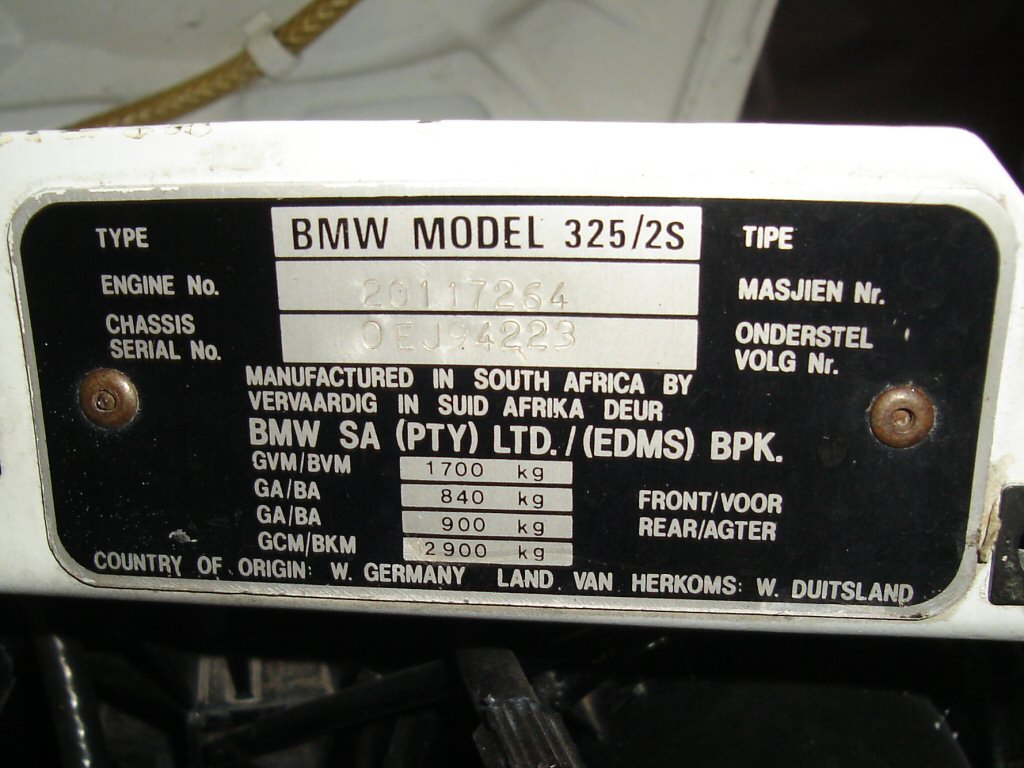 TYPE BMW MODEL 325/2S TIPE
ENGINE No. 20117264 MASJIEN Nr.
CHASSIS SERIAL No. 0EJ94223 ONDERSTEL VOLG Nr.
MANUFACTURED IN SOUTH AFRICA BY
VERVAARDIG IN SUID AFRIKA DEUR
BMW SA (PTY) LTD./(EDMS) BPK.
GVM/BVM 1700 kg
GA/BA 840 kg FRONT/VOOR
GA/BA 900 kg REAR/AGTER
GCM/BKM 2900 kg
COUNTRY OF ORIGIN: W. GERMANY LAND VAN HERKOMS: W. DUITSLAND